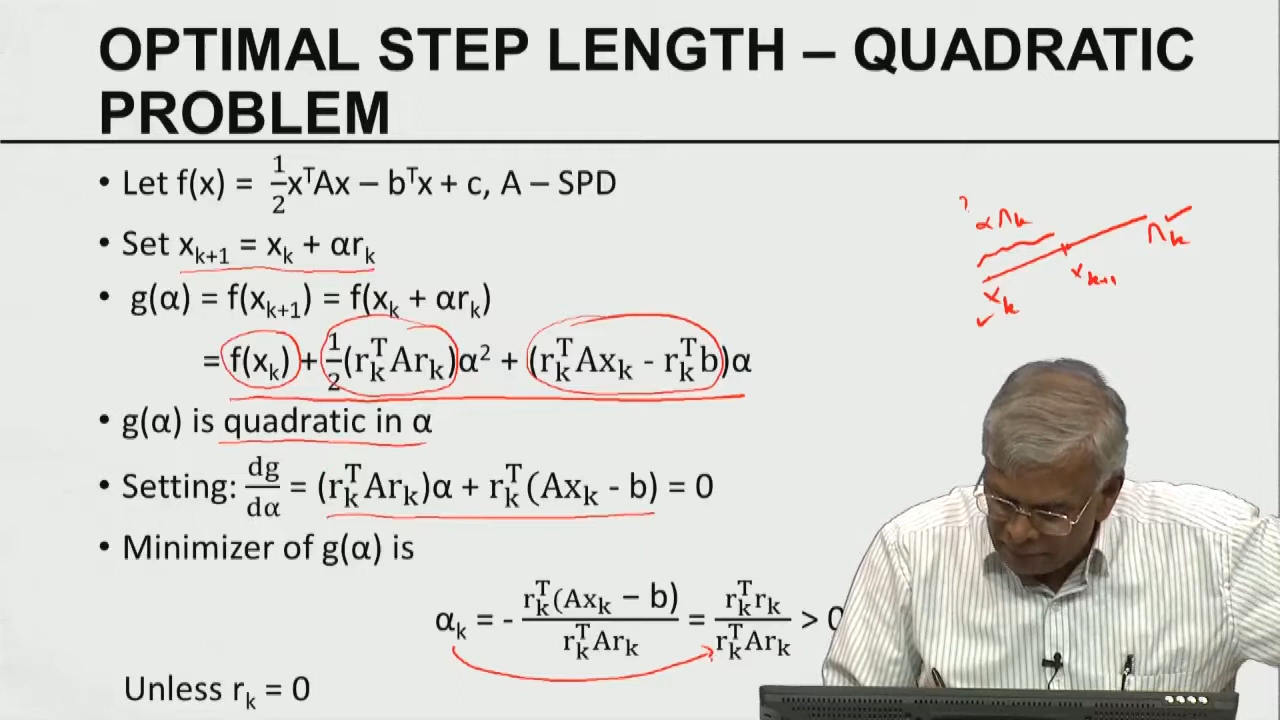 OPTIMAL STEP LENGTH – QUADRATIC
PROBLEM
• Let f(x) = 1/2 xᵀAx – bᵀx + c, A – SPD
• Set xₖ₊₁ = xₖ + αrₖ
• g(α) = f(xₖ₊₁) = f(xₖ + αrₖ)
= f(xₖ) + 1/2 (rₖᵀArₖ)α² + (rₖᵀAxₖ - rₖᵀb)α
• g(α) is quadratic in α
• Setting: dg/dα = (rₖᵀArₖ)α + rₖᵀ(Axₖ - b) = 0
• Minimizer of g(α) is
αₖ = - rₖᵀ(Axₖ – b)/rₖᵀArₖ = rₖᵀrₖ/rₖᵀArₖ > 0
Unless rₖ = 0
?
αrₖ
rₖ
xₖ₊₁
xₖ